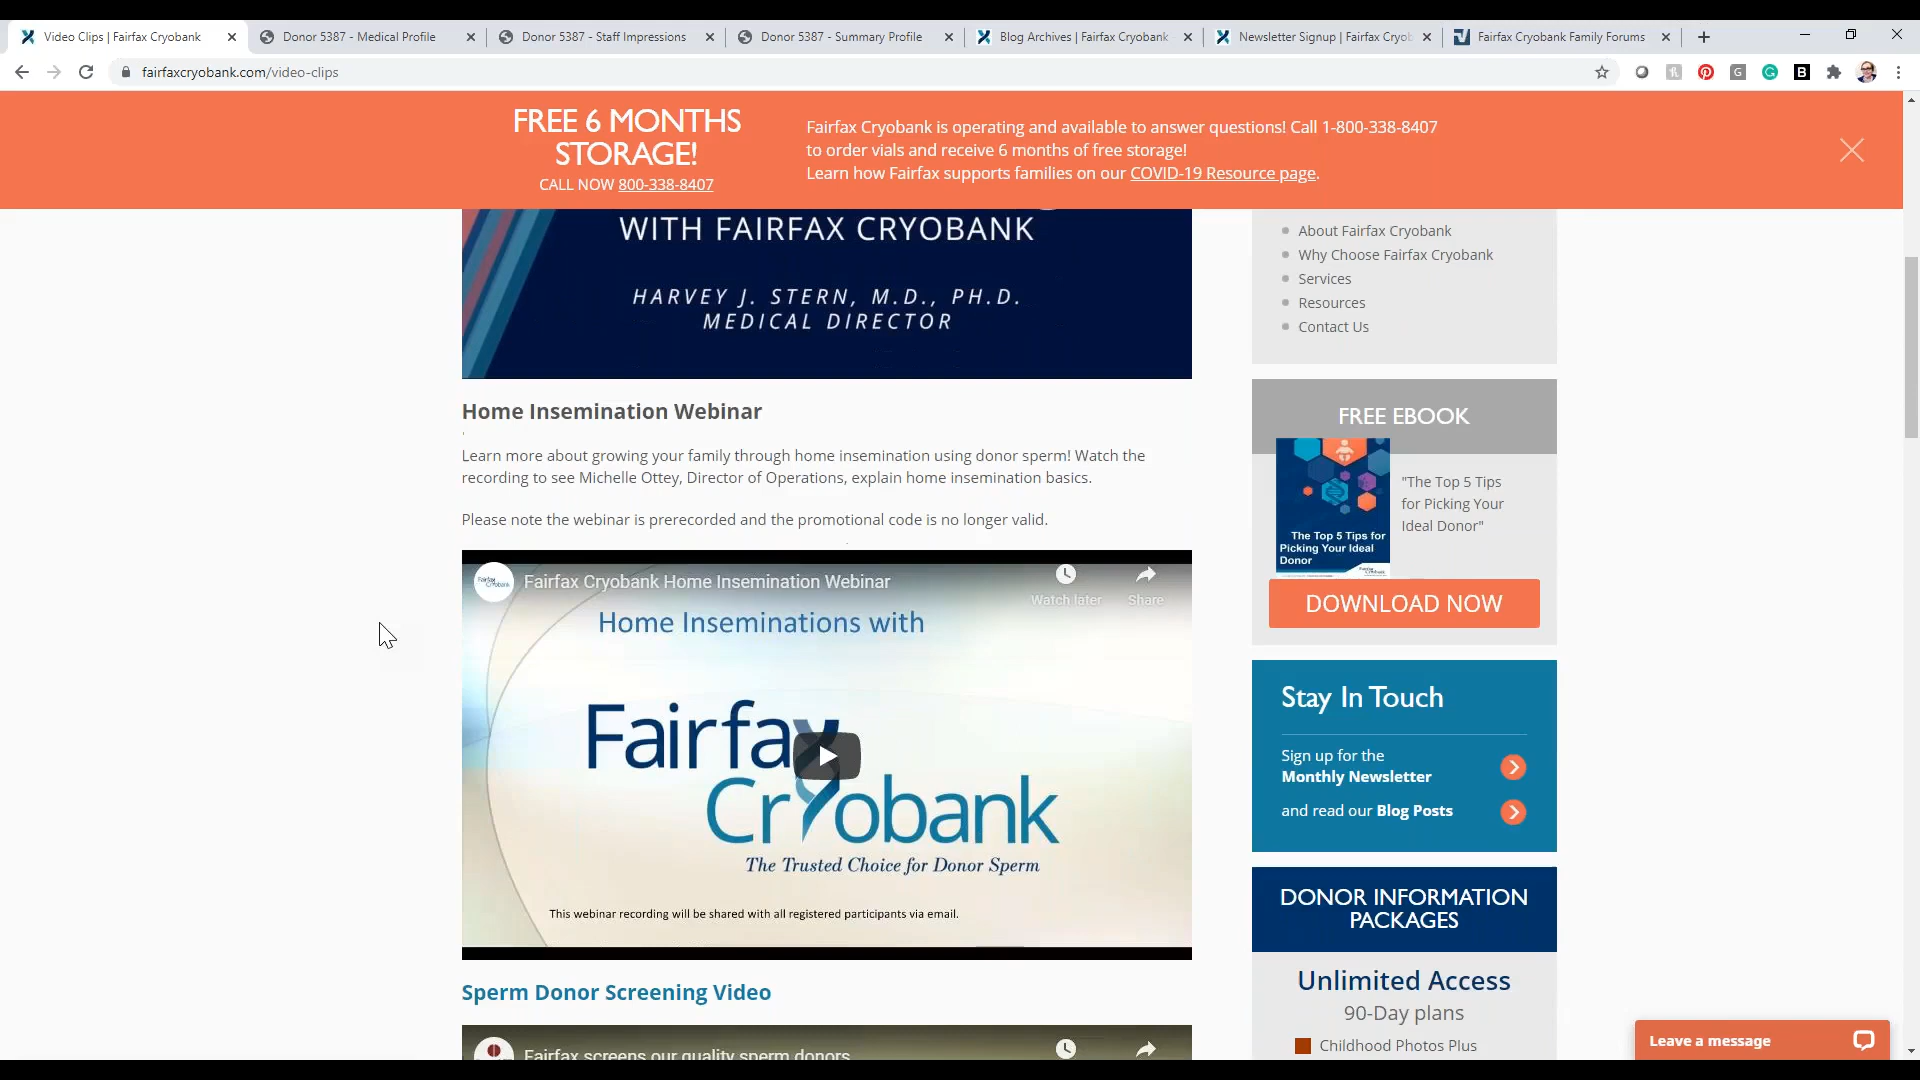 Video Clips | Fairfax Cryobank
Donor 5387 - Medical Profile
Donor 5387 - Staff Impressions
Donor 5387 - Summary Profile
Blog Archives | Fairfax Cryobank
Newsletter Signup | Fairfax Cryob
Fairfax Cryobank Family Forums
fairfaxcryobank.com/video-clips
FREE 6 MONTHS
STORAGE!
CALL NOW 800-338-8407
Fairfax Cryobank is operating and available to answer questions! Call 1-800-338-8407
to order vials and receive 6 months of free storage!
Learn how Fairfax supports families on our COVID-19 Resource page.
WITH FAIRFAX CRYOBANK
HARVEY J. STERN, M.D., PH.D.
MEDICAL DIRECTOR
Home Insemination Webinar
Learn more about growing your family through home insemination using donor sperm! Watch the
recording to see Michelle Ottey, Director of Operations, explain home insemination basics.
Please note the webinar is prerecorded and the promotional code is no longer valid.
Fairfax Cryobank Home Insemination Webinar
Watch later
Share
Home Inseminations with
Fairfax
Cryobank
The Trusted Choice for Donor Sperm
This webinar recording will be shared with all registered participants via email.
Sperm Donor Screening Video
Fairfax screens our quality sperm donors
About Fairfax Cryobank
Why Choose Fairfax Cryobank
Services
Resources
Contact Us
FREE EBOOK
The Top 5 Tips for
Picking Your Ideal
Donor
"The Top 5 Tips
for Picking Your
Ideal Donor"
DOWNLOAD NOW
Stay In Touch
Sign up for the
Monthly Newsletter
and read our Blog Posts
DONOR INFORMATION
PACKAGES
Unlimited Access
90-Day plans
Childhood Photos Plus
Leave a message